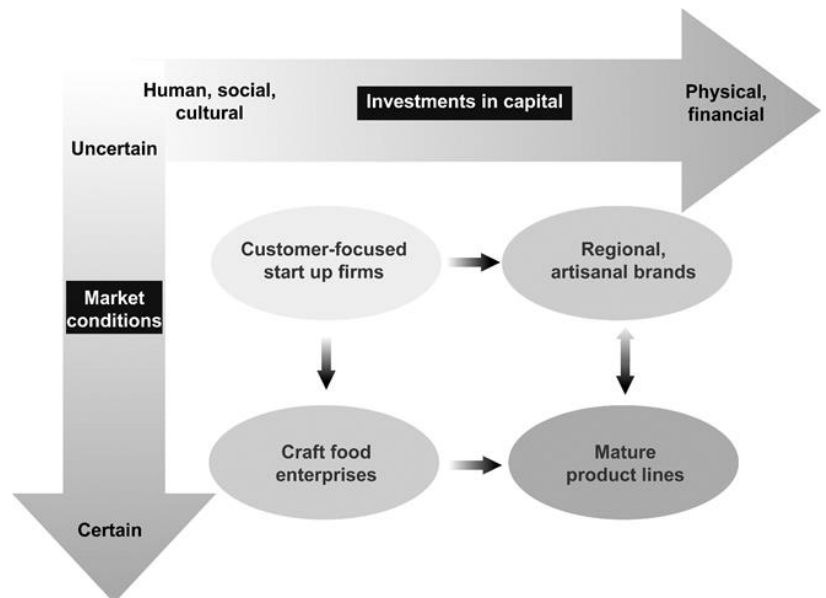 Human, social,
cultural
Investments in capital
Physical,
financial
Uncertain
Customer-focused
start up firms
Regional,
artisanal brands
Market
conditions
Craft food
enterprises
Mature
product lines
Certain